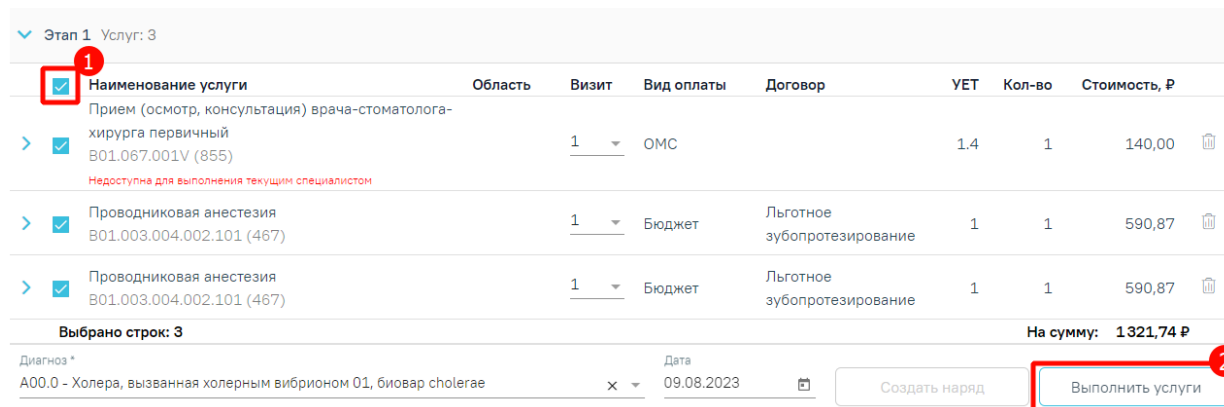 Этап 1 Услуг: 3
1
Наименование услуги Область Визит Вид оплаты Договор УЕТ Кол-во Стоимость, ₽
Прием (осмотр, консультация) врача-стоматолога-
хирурга первичный
B01.067.001V (855)
Недоступна для выполнения текущим специалистом
1 ОМС 1.4 1 140,00
Проводниковая анестезия
B01.003.004.002.101 (467)
1 Бюджет
Льготное
зубопротезирование
1 1 590,87
Проводниковая анестезия
B01.003.004.002.101 (467)
1 Бюджет
Льготное
зубопротезирование
1 1 590,87
Выбрано строк: 3 На сумму: 1 321,74 ₽
Диагноз * Дата
2
A00.0 - Холера, вызванная холерным вибрионом 01, биовар cholerae 09.08.2023 Создать наряд Выполнить услуги